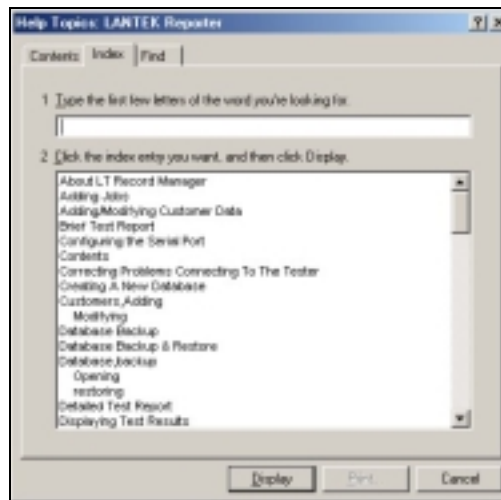 Help Topics: LANTEK Reporter
Contents Index Find
1 Type the first few letters of the word you're looking for.
2 Click the index entry you want, and then click Display.
About LT Record Manager
Adding Jobs
Adding/Modifying Customer Data
Brief Test Report
Configuring the Serial Port
Contents
Correcting Problems Connecting To The Tester
Creating A New Database
Customers,Adding
Modifying
Database Backup
Database Backup & Restore
Database,backup
Opening
restoring
Detailed Test Report
Displaying Test Results
Display Print... Cancel